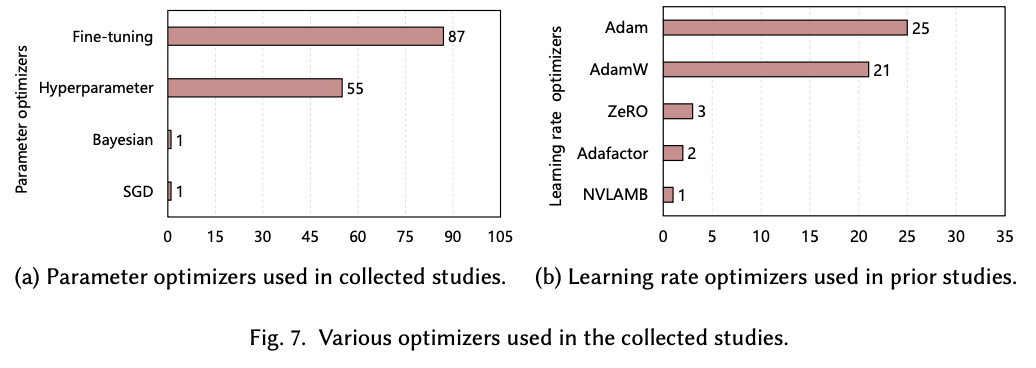 Parameter optimizers
Fine-tuning 87
Hyperparameter 55
Bayesian 1
SGD 1
0 15 30 45 60 75 90 105
(a) Parameter optimizers used in collected studies.
Learning rate optimizers
Adam 25
AdamW 21
ZeRO 3
Adafactor 2
NVLAMB 1
0 5 10 15 20 25 30 35
(b) Learning rate optimizers used in prior studies.
Fig. 7. Various optimizers used in the collected studies.